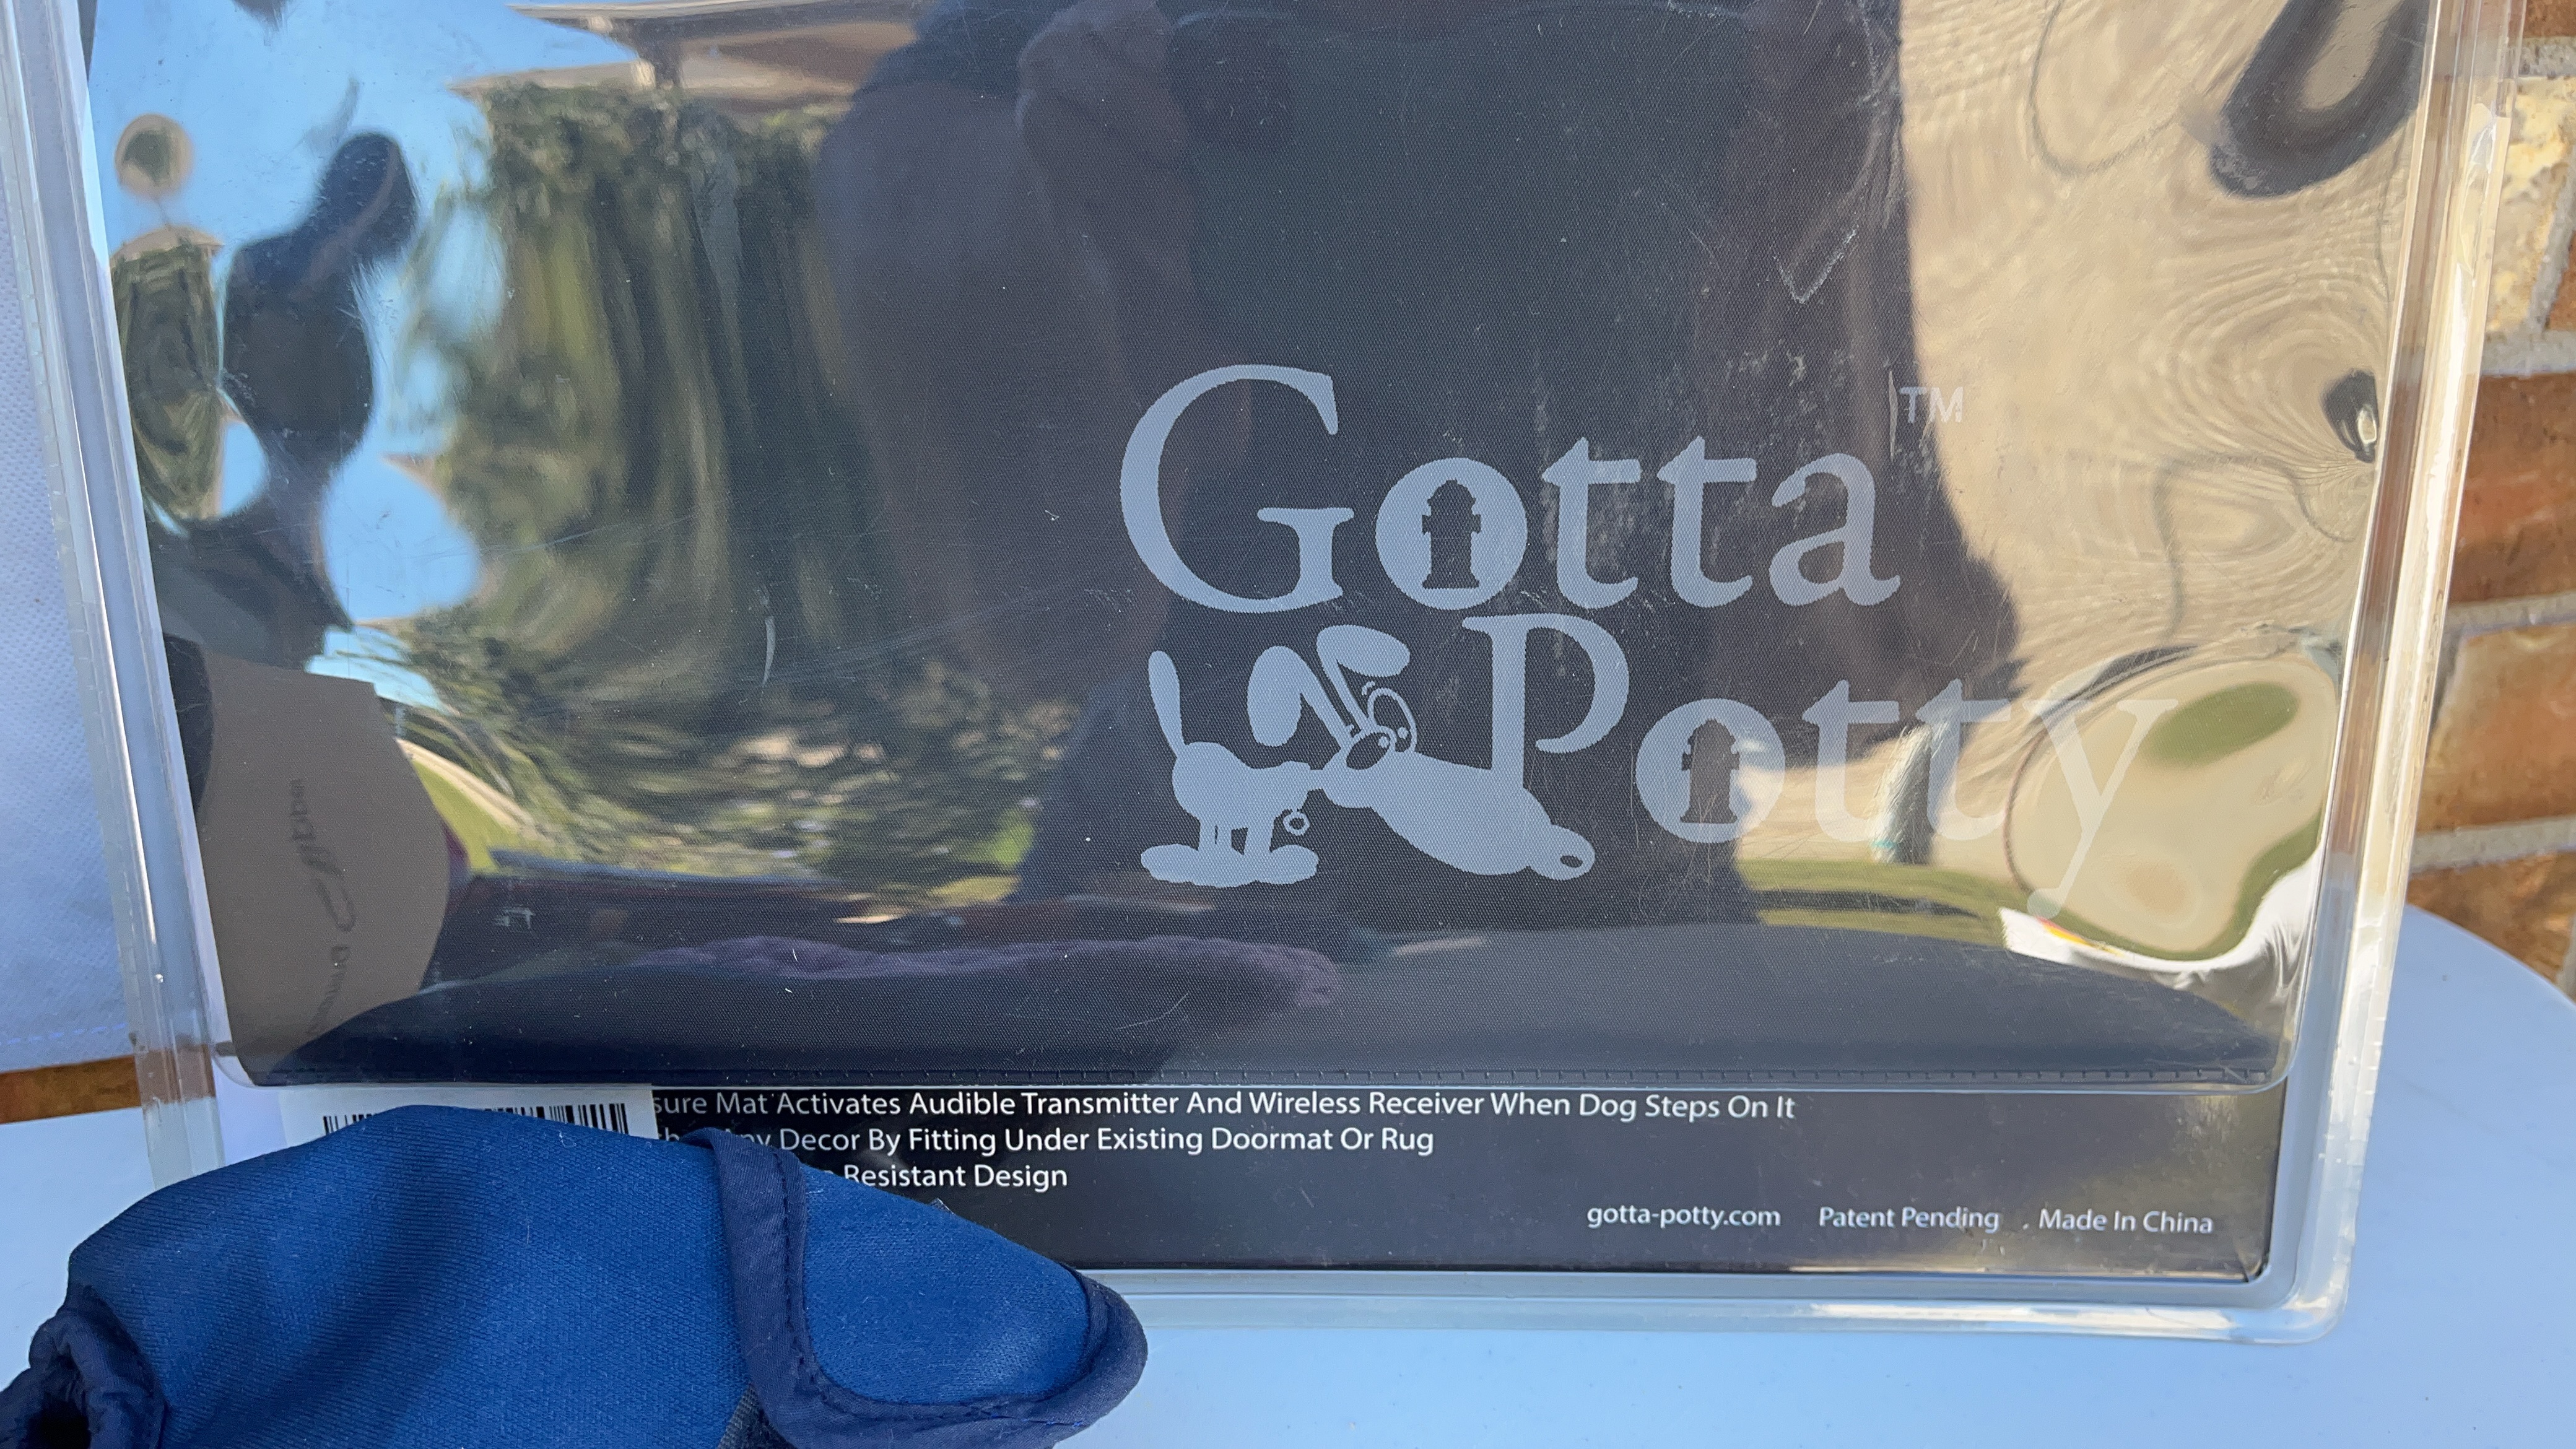 Gotta™
Potty
sure Mat Activates Audible Transmitter And Wireless Receiver When Dog Steps On It
Decor By Fitting Under Existing Doormat Or Rug
Resistant Design
gotta-potty.com Patent Pending . Made In China